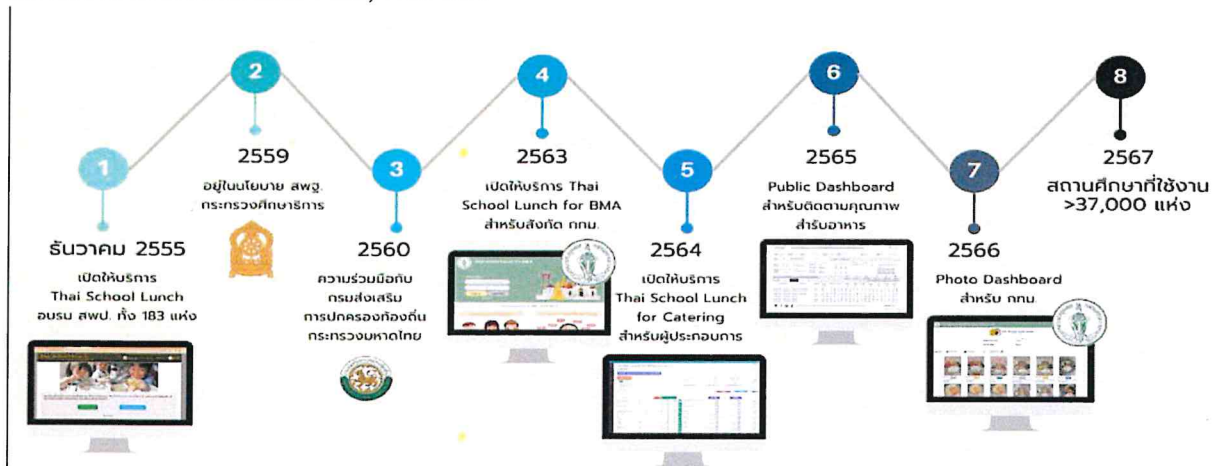 1
ธันวาคม 2555
เปิดให้บริการ
Thai School Lunch
อบรม สพป. ทั้ง 183 แห่ง
2
2559
อยู่ในนโยบาย สพฐ.
กระทรวงศึกษาธิการ
3
2560
ความร่วมมือกับ
กรมส่งเสริม
การปกครองท้องถิ่น
กระทรวงมหาดไทย
4
2563
เปิดให้บริการ Thai
School Lunch for BMA
สำหรับสังกัด กทม.
5
2564
เปิดให้บริการ
Thai School Lunch
for Catering
สำหรับผู้ประกอบการ
6
2565
Public Dashboard
สำหรับติดตามคุณภาพ
สำรับอาหาร
7
2566
Photo Dashboard
สำหรับ กทม.
8
2567
สถานศึกษาที่ใช้งาน
>37,000 แห่ง